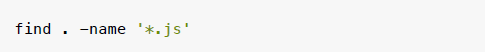 find . -name '*.js'